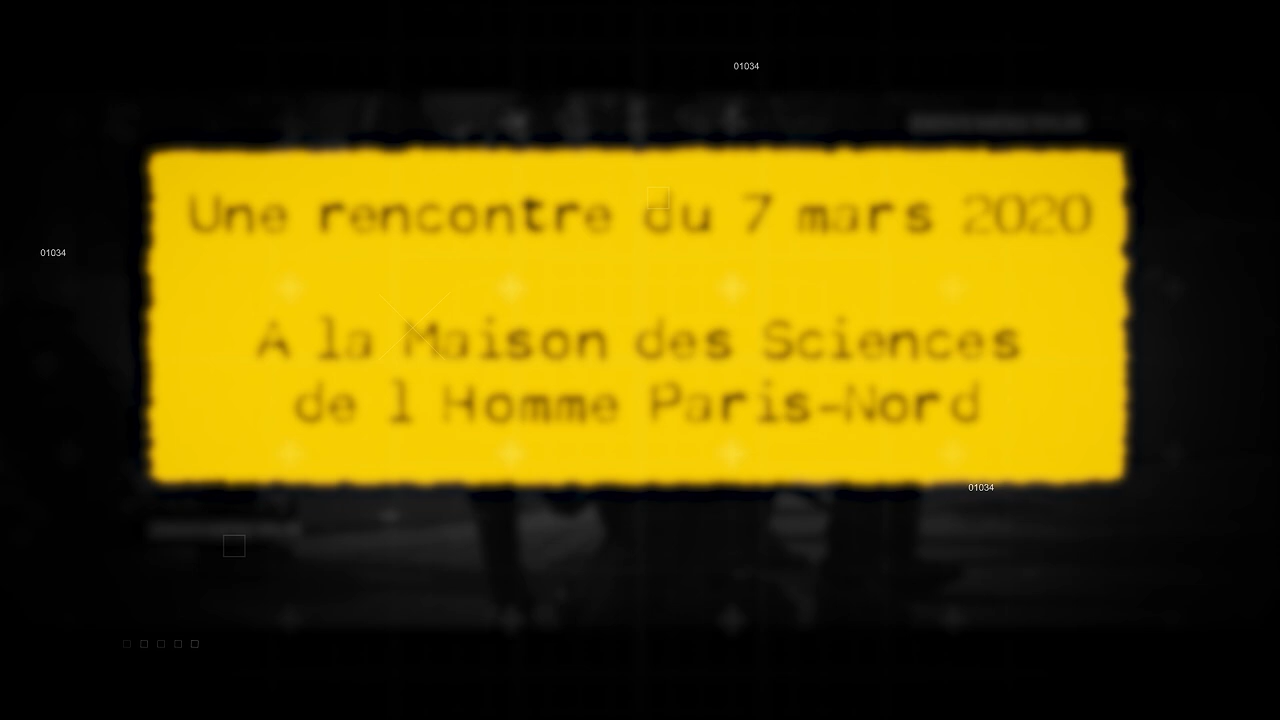 01034
Une rencontre du 7 mars 2020
01034
A la Maison des Sciences
de l Homme Paris-Nord
01034